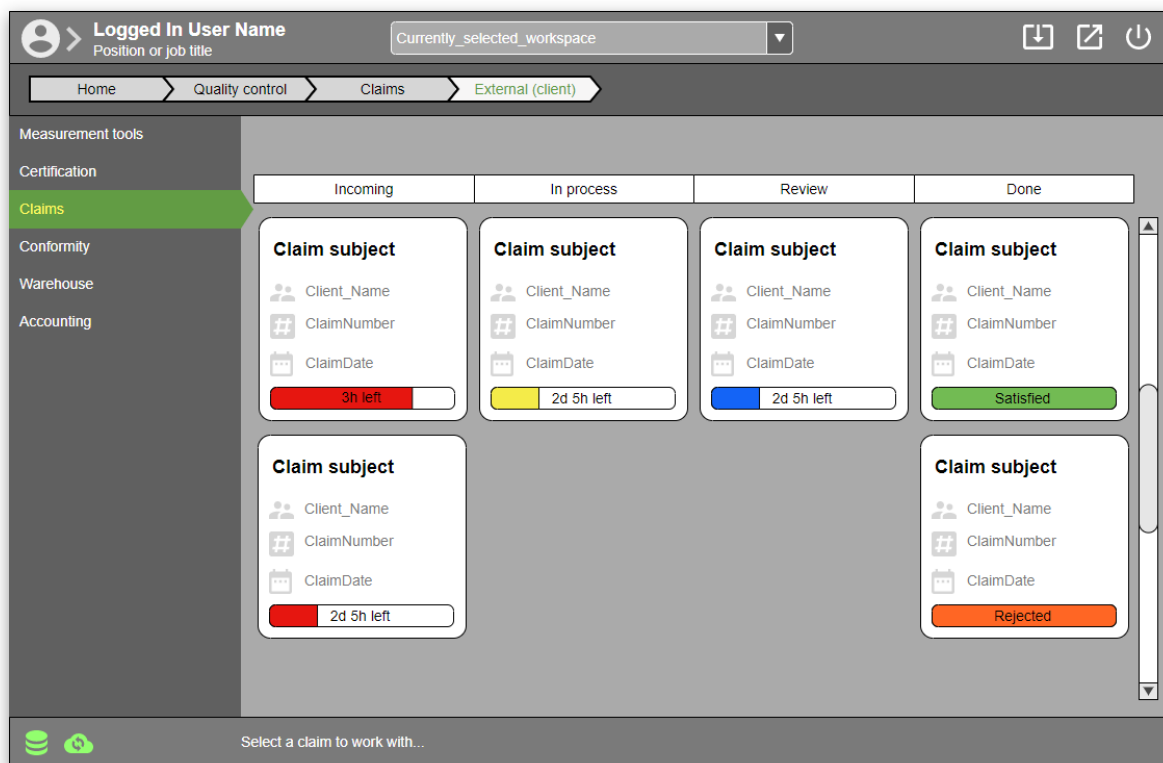 Logged In User Name
Position or job title
Currently_selected_workspace
Home
Quality control
Claims
External (client)
Measurement tools
Certification
Claims
Conformity
Warehouse
Accounting
Incoming
In process
Review
Done
Claim subject
Client_Name
ClaimNumber
ClaimDate
3h left
Claim subject
Client_Name
ClaimNumber
ClaimDate
2d 5h left
Claim subject
Client_Name
ClaimNumber
ClaimDate
2d 5h left
Claim subject
Client_Name
ClaimNumber
ClaimDate
Satisfied
Claim subject
Client_Name
ClaimNumber
ClaimDate
2d 5h left
Claim subject
Client_Name
ClaimNumber
ClaimDate
Rejected
Select a claim to work with...